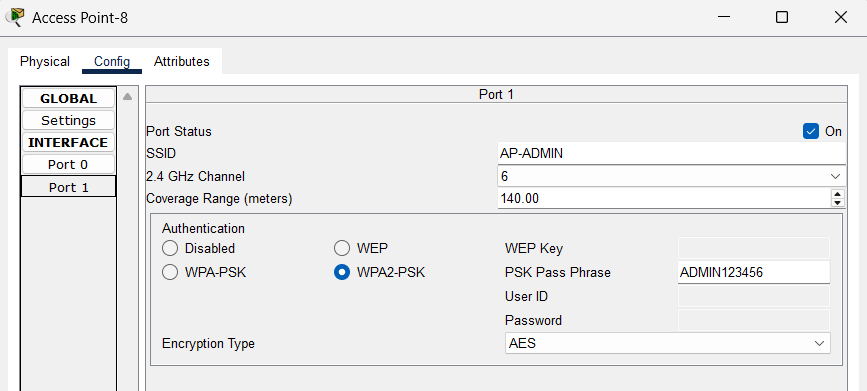 Access Point-8
Physical Config Attributes
GLOBAL
Settings
INTERFACE
Port 0
Port 1
Port 1
Port Status On
SSID AP-ADMIN
2.4 GHz Channel 6
Coverage Range (meters) 140.00
Authentication
Disabled WEP WEP Key
WPA-PSK WPA2-PSK PSK Pass Phrase ADMIN123456
User ID
Password
Encryption Type AES